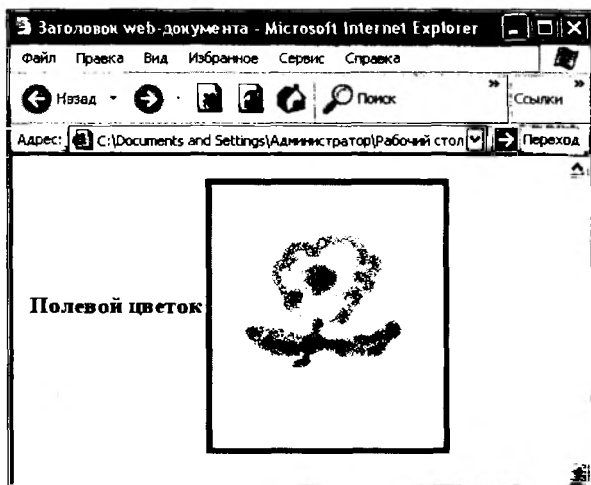 Заголовок web-документа - Microsoft Internet Explorer
Файл Правка Вид Избранное Сервис Справка
Назад Поиск » Ссылки »
Адрес: C:\Documents and Settings\Администратор\Рабочий стол Переход
Полевой цветок